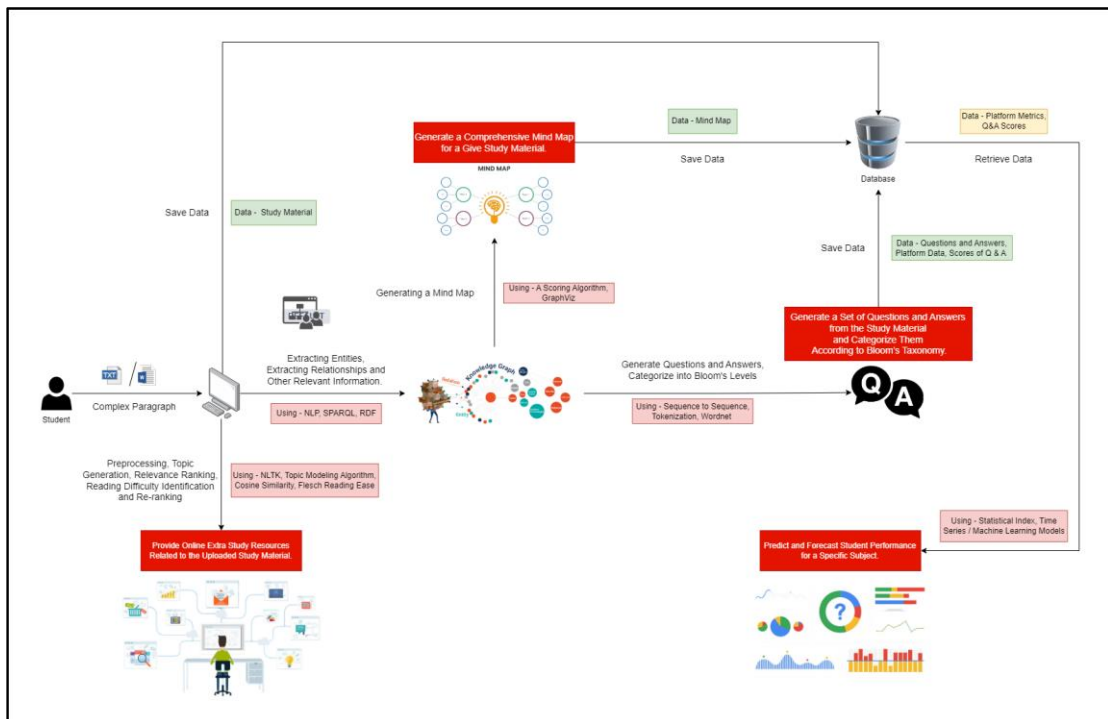 Generate a Comprehensive Mind Map
for a Give Study Material.
MIND MAP
Data - Mind Map
Save Data
Database
Data - Platform Metrics,
Q&A Scores
Retrieve Data
Save Data
Data - Study Material
Save Data
Data - Questions and Answers,
Platform Data, Scores of Q & A
Generating a Mind Map
Using - A Scoring Algorithm,
GraphViz
Generate a Set of Questions and Answers
from the Study Material
and Categorize Them
According to Bloom's Taxonomy.
TXT
Complex Paragraph
Student
Extracting Entities,
Extracting Relationships and
Other Relevant Information.
Using - NLP, SPARQL, RDF
Knowledge Graph
Generate Questions and Answers,
Categorize into Bloom's Levels
Using - Sequence to Sequence,
Tokenization, Wordnet
Q A
Preprocessing, Topic
Generation, Relevance Ranking,
Reading Difficulty Identification
and Re-ranking
Using - NLTK, Topic Modeling Algorithm,
Cosine Similarity, Flesch Reading Ease
Provide Online Extra Study Resources
Related to the Uploaded Study Material.
Using - Statistical Index, Time
Series / Machine Learning Models
Predict and Forecast Student Performance
for a Specific Subject.
?